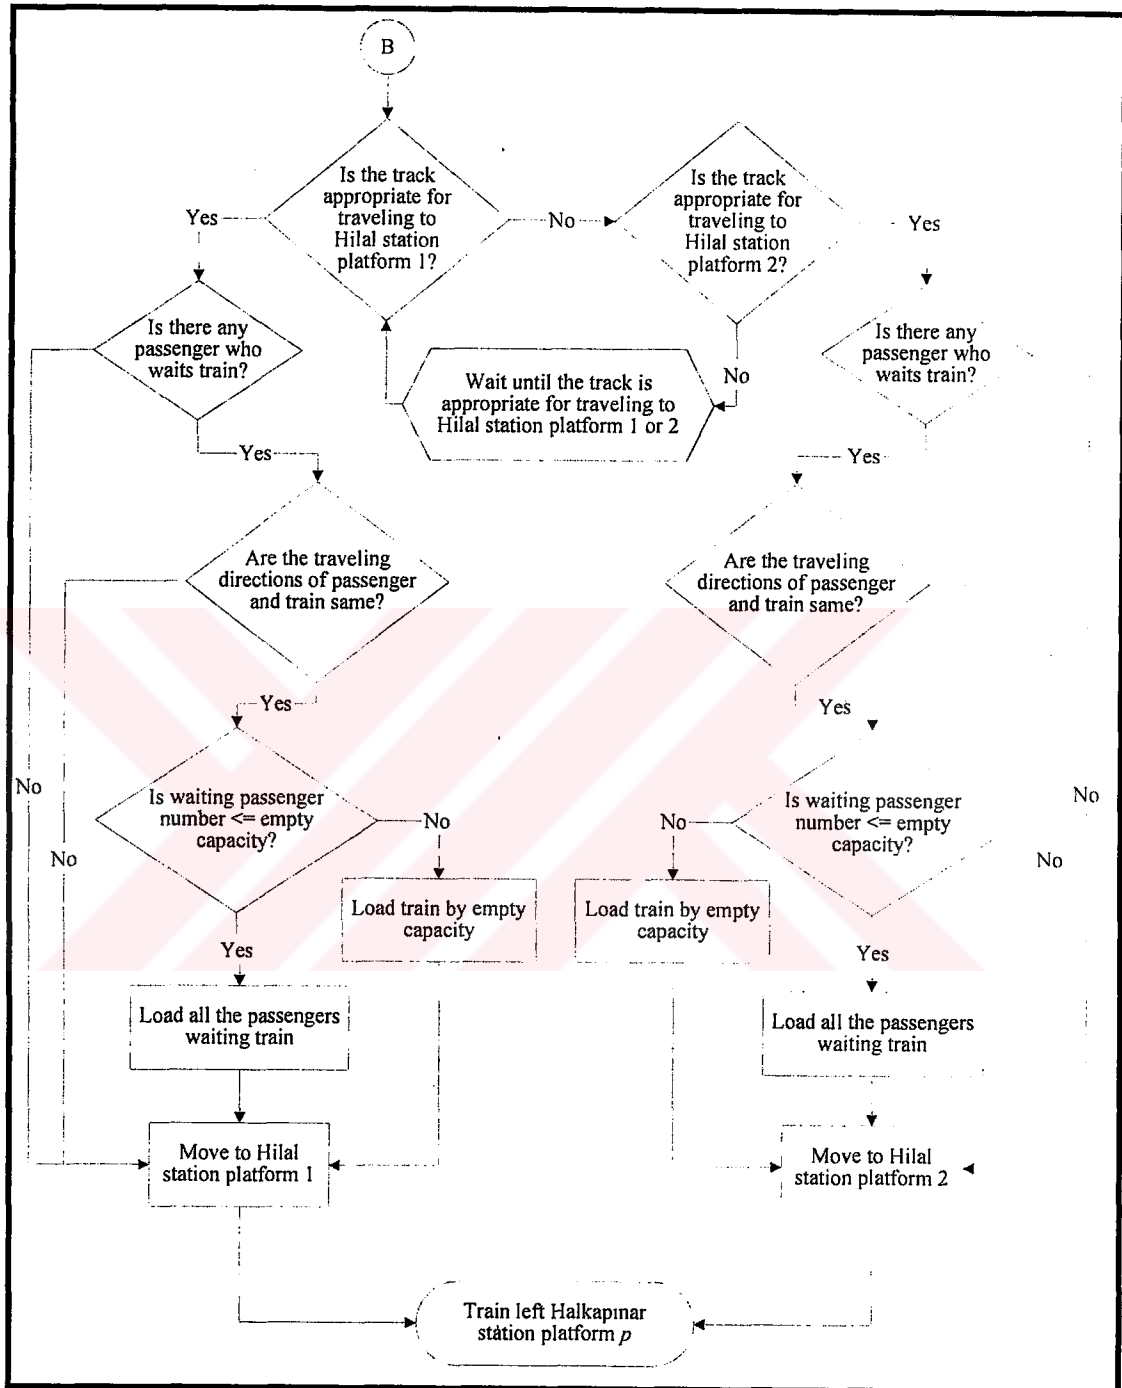 B
Is the track
appropriate for
traveling to
Hilal station
platform 1?
Is the track
appropriate for
traveling to
Hilal station
platform 2?
Yes
No
Yes
Is there any
passenger who
waits train?
Is there any
passenger who
waits train?
No
Wait until the track is
appropriate for traveling to
Hilal station platform 1 or 2
Yes
Yes
Are the traveling
directions of passenger
and train same?
Are the traveling
directions of passenger
and train same?
Yes
Yes
No
No
Is waiting passenger
number <= empty
capacity?
Is waiting passenger
number <= empty
capacity?
No
No
No
No
Load train by empty
capacity
Load train by empty
capacity
Yes
Yes
Load all the passengers
waiting train
Load all the passengers
waiting train
Move to Hilal
station platform 1
Move to Hilal
station platform 2
Train left Halkapınar
station platform p